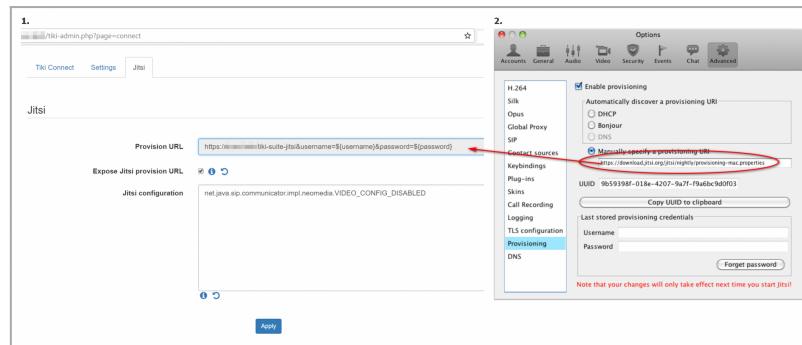 1.
/tiki-admin.php?page=connect
Tiki Connect Settings Jitsi
Jitsi
Provision URL
https:/ tiki-suite-jitsi&username=${username}&password=${password}
Expose Jitsi provision URL
Jitsi configuration
net.java.sip.communicator.impl.neomedia.VIDEO_CONFIG_DISABLED
Apply
2.
Options
Accounts General Audio Video Security Events Chat Advanced
H.264
Silk
Opus
Global Proxy
SIP
Contact sources
Keybindings
Plug-ins
Skins
Call Recording
Logging
TLS configuration
Provisioning
DNS
Enable provisioning
Automatically discover a provisioning URI
DHCP
Bonjour
DNS
Manually specify a provisioning URI
https://download.jitsi.org/jitsi/nightly/provisioning-mac.properties
UUID 9b59398f-018e-4207-9a7f-f9a6bc9d0f03
Copy UUID to clipboard
Last stored provisioning credentials
Username
Password
Forget password
Note that your changes will only take effect next time you start Jitsi!